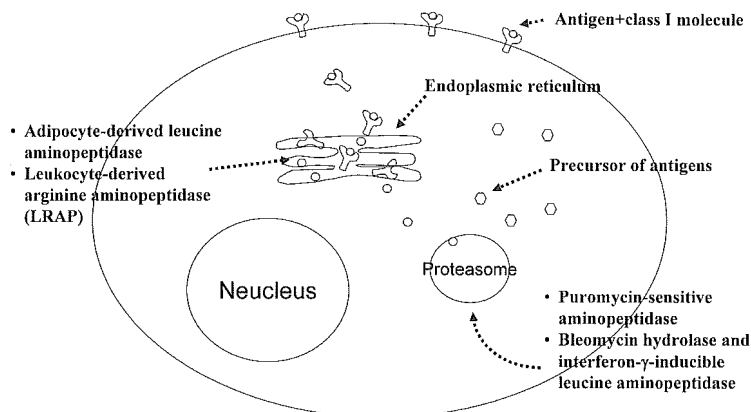 Antigen+class I molecule
Endoplasmic reticulum
• Adipocyte-derived leucine
aminopeptidase
• Leukocyte-derived
arginine aminopeptidase
(LRAP)
Precursor of antigens
Proteasome
Neucleus
• Puromycin-sensitive
aminopeptidase
• Bleomycin hydrolase and
interferon-γ-inducible
leucine aminopeptidase